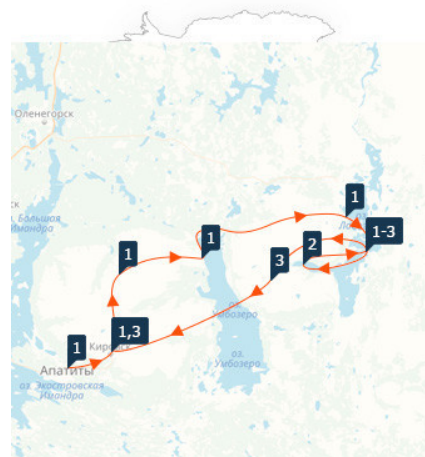 Оленегорск
оз. Большая
Имандра
1
1
1
1-3
2
3
оз.
Умбозеро
1,3
1
Апатиты
оз. Экостровская
Имандра
оз.
Умбозеро